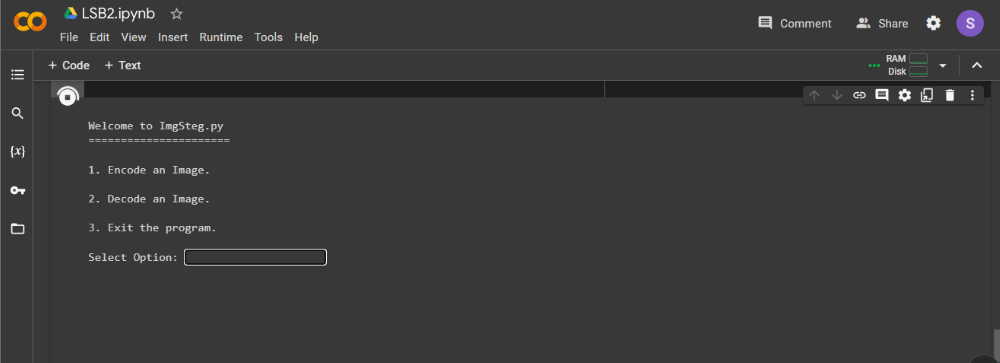 LSB2.ipynb
File Edit View Insert Runtime Tools Help
Comment
Share
S
+ Code + Text
RAM
Disk
{x}
Welcome to ImgSteg.py
======================
1. Encode an Image.
2. Decode an Image.
3. Exit the program.
Select Option: